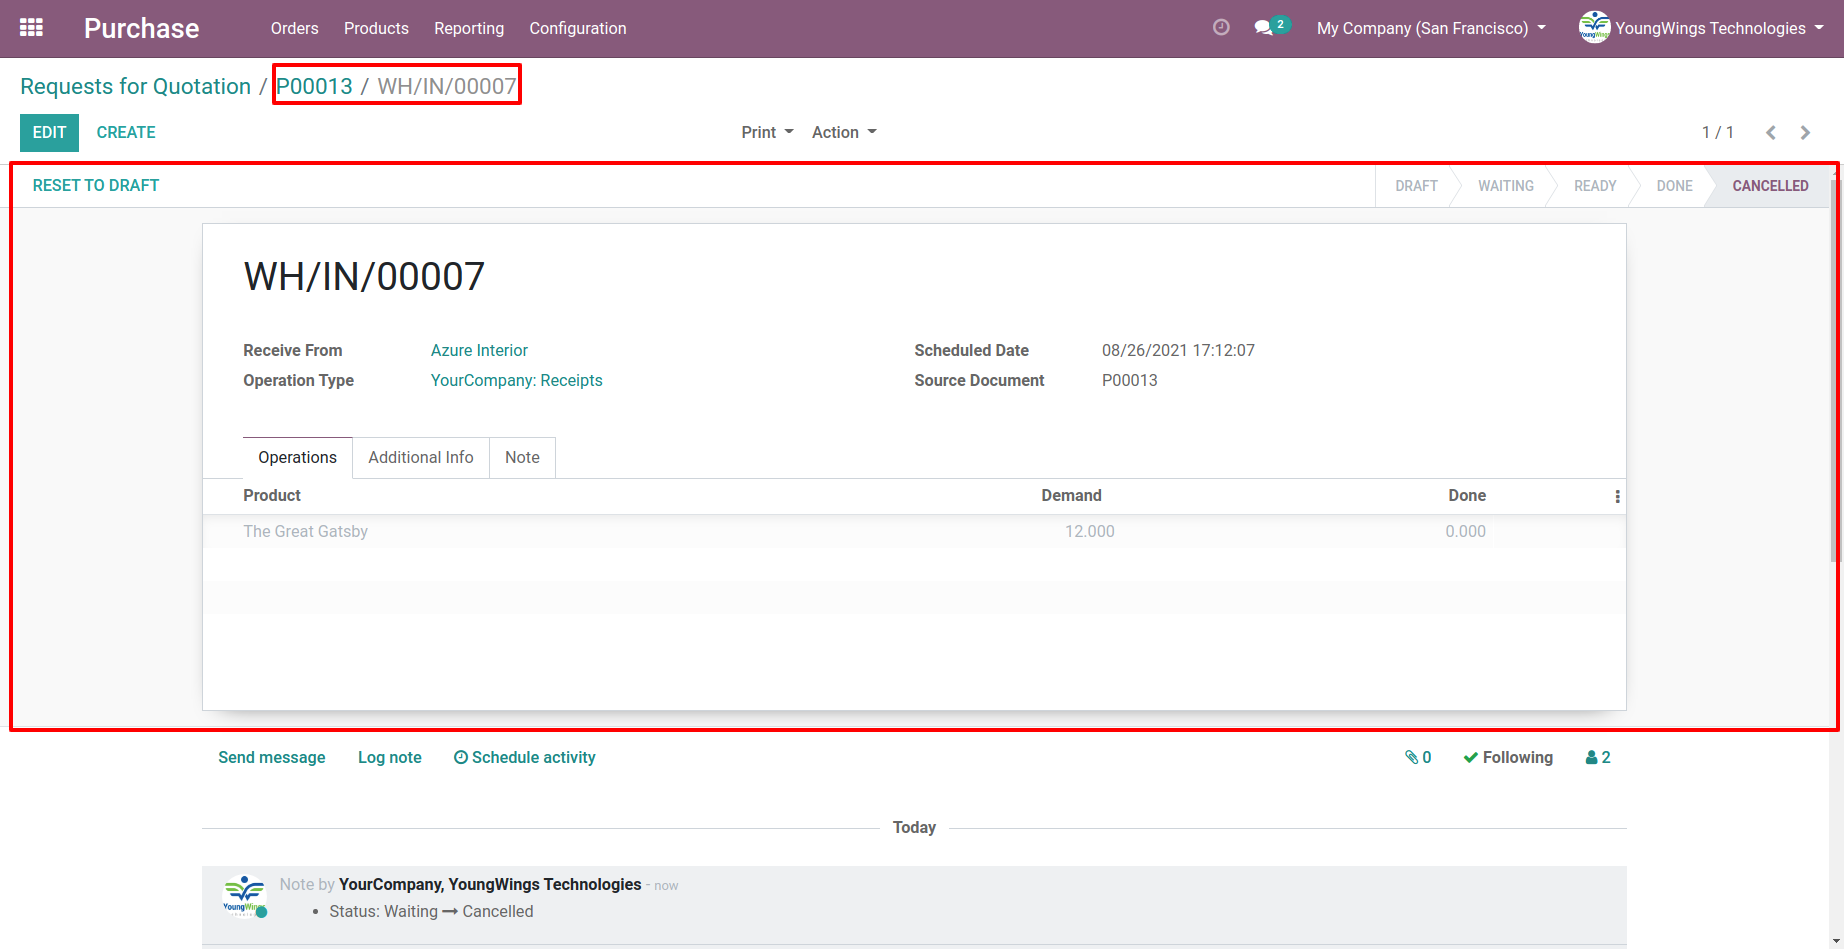 Purchase Orders Products Reporting Configuration 2 My Company (San Francisco) YoungWings Technologies
Requests for Quotation / P00013 / WH/IN/00007
EDIT CREATE Print Action 1 / 1
RESET TO DRAFT DRAFT WAITING READY DONE CANCELLED
WH/IN/00007
Receive From Azure Interior Scheduled Date 08/26/2021 17:12:07
Operation Type YourCompany: Receipts Source Document P00013
Operations Additional Info Note
Product Demand Done
The Great Gatsby 12.000 0.000
Send message Log note Schedule activity 0 Following 2
Today
Note by YourCompany, YoungWings Technologies - now
• Status: Waiting → Cancelled